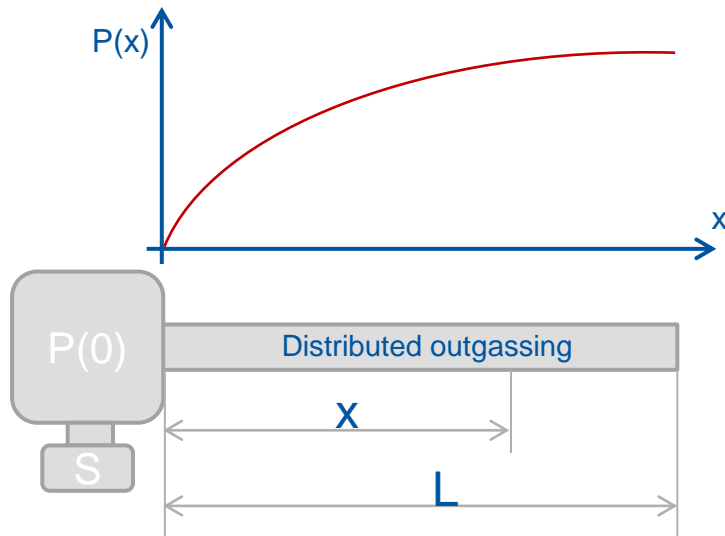 P(x)
x
P(0)
Distributed outgassing
x
S
L